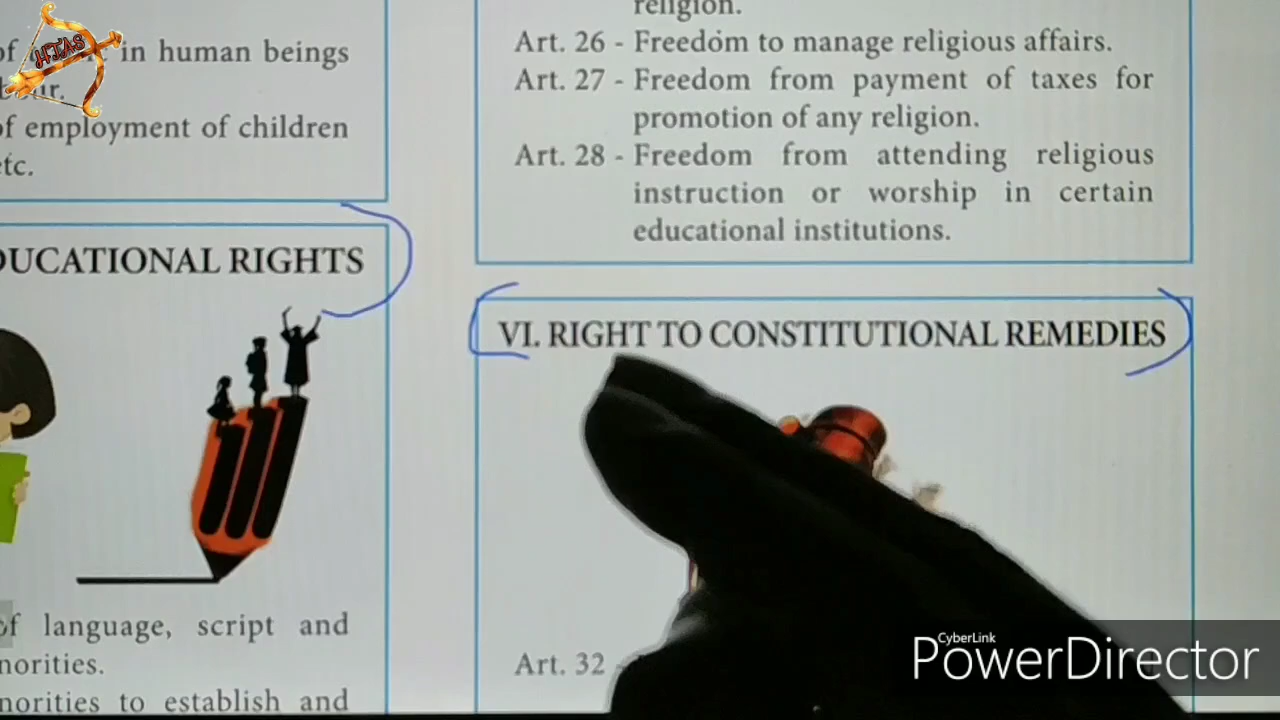 HTAS
of in human beings
of employment of children
etc.
religion.
Art. 26 - Freedom to manage religious affairs.
Art. 27 - Freedom from payment of taxes for
promotion of any religion.
Art. 28 - Freedom from attending religious
instruction or worship in certain
educational institutions.
DUCATIONAL RIGHTS
of language, script and
norities.
norities to establish and
VI. RIGHT TO CONSTITUTIONAL REMEDIES
Art. 32
CyberLink
PowerDirector